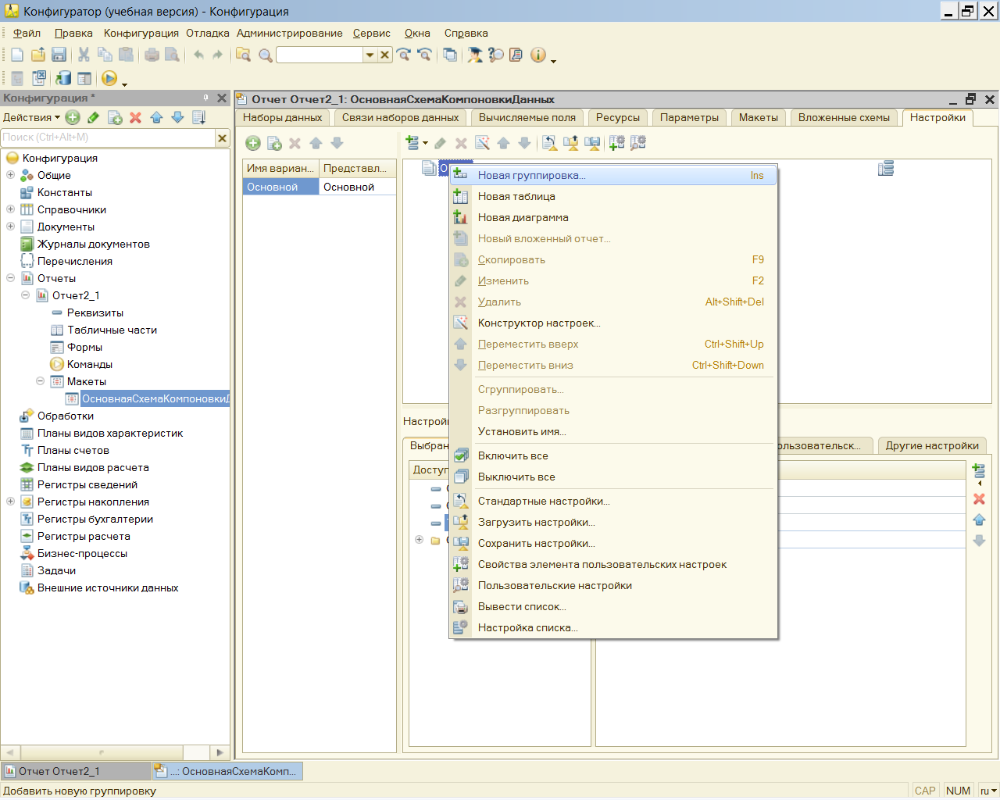 Конфигуратор (учебная версия) - Конфигурация
Файл Правка Конфигурация Отладка Администрирование Сервис Окна Справка
Конфигурация *
Действия
Поиск (Ctrl+Alt+M)
Конфигурация
Общие
Константы
Справочники
Документы
Журналы документов
Перечисления
Отчеты
Отчет2_1
Реквизиты
Табличные части
Формы
Команды
Макеты
ОсновнаяСхемаКомпоновки
Обработки
Планы видов характеристик
Планы счетов
Планы видов расчета
Регистры сведений
Регистры накопления
Регистры бухгалтерии
Регистры расчета
Бизнес-процессы
Задачи
Внешние источники данных
Отчет Отчет2_1: ОсновнаяСхемаКомпоновкиДанных
Наборы данных Связи наборов данных Вычисляемые поля Ресурсы Параметры Макеты Вложенные схемы Настройки
Имя вариан... Представл...
Основной Основной
Новая группировка... Ins
Новая таблица
Новая диаграмма
Новый вложенный отчет...
Скопировать F9
Изменить F2
Удалить Alt+Shift+Del
Конструктор настроек...
Переместить вверх Ctrl+Shift+Up
Переместить вниз Ctrl+Shift+Down
Сгруппировать...
Разгруппировать
Установить имя...
Включить все
Выключить все
Стандартные настройки...
Загрузить настройки...
Сохранить настройки...
Свойства элемента пользовательских настроек
Пользовательские настройки
Вывести список...
Настройка списка...
Настрой
Выбран
ользовательск... Другие настройки
Доступ
Отчет Отчет2_1 ...: ОсновнаяСхемаКомп...
Добавить новую группировку CAP NUM ru